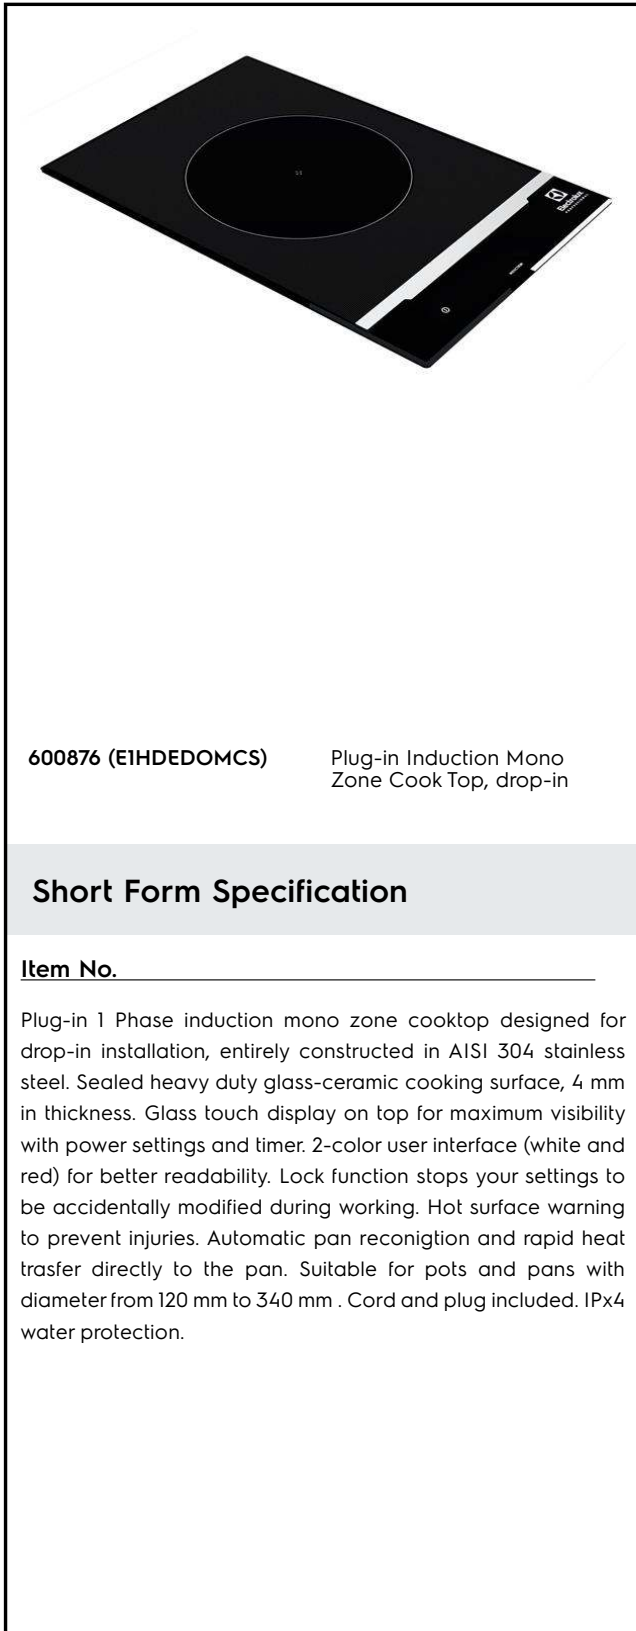 Electrolux
PROFESSIONAL
600876 (E1HDEDOMCS)
Plug-in Induction Mono
Zone Cook Top, drop-in
Short Form Specification
Item No.
Plug-in 1 Phase induction mono zone cooktop designed for
drop-in installation, entirely constructed in AISI 304 stainless
steel. Sealed heavy duty glass-ceramic cooking surface, 4 mm
in thickness. Glass touch display on top for maximum visibility
with power settings and timer. 2-color user interface (white and
red) for better readability. Lock function stops your settings to
be accidentally modified during working. Hot surface warning
to prevent injuries. Automatic pan reconigtion and rapid heat
trasfer directly to the pan. Suitable for pots and pans with
diameter from 120 mm to 340 mm . Cord and plug included. IPx4
water protection.